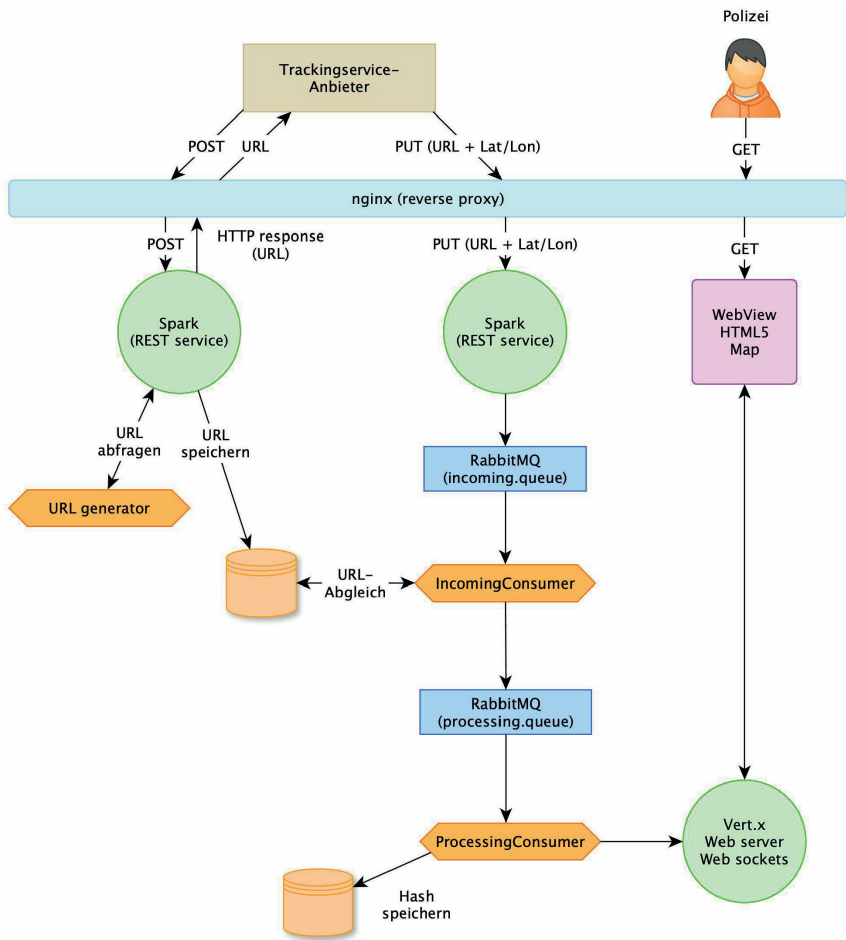 Polizei
Trackingservice-
Anbieter
POST
URL
PUT (URL + Lat/Lon)
GET
nginx (reverse proxy)
POST
HTTP response
(URL)
PUT (URL + Lat/Lon)
GET
Spark
(REST service)
Spark
(REST service)
WebView
HTML5
Map
URL
abfragen
URL
speichern
RabbitMQ
(incoming.queue)
URL generator
URL-
Abgleich
IncomingConsumer
RabbitMQ
(processing.queue)
ProcessingConsumer
Vert.x
Web server
Web sockets
Hash
speichern